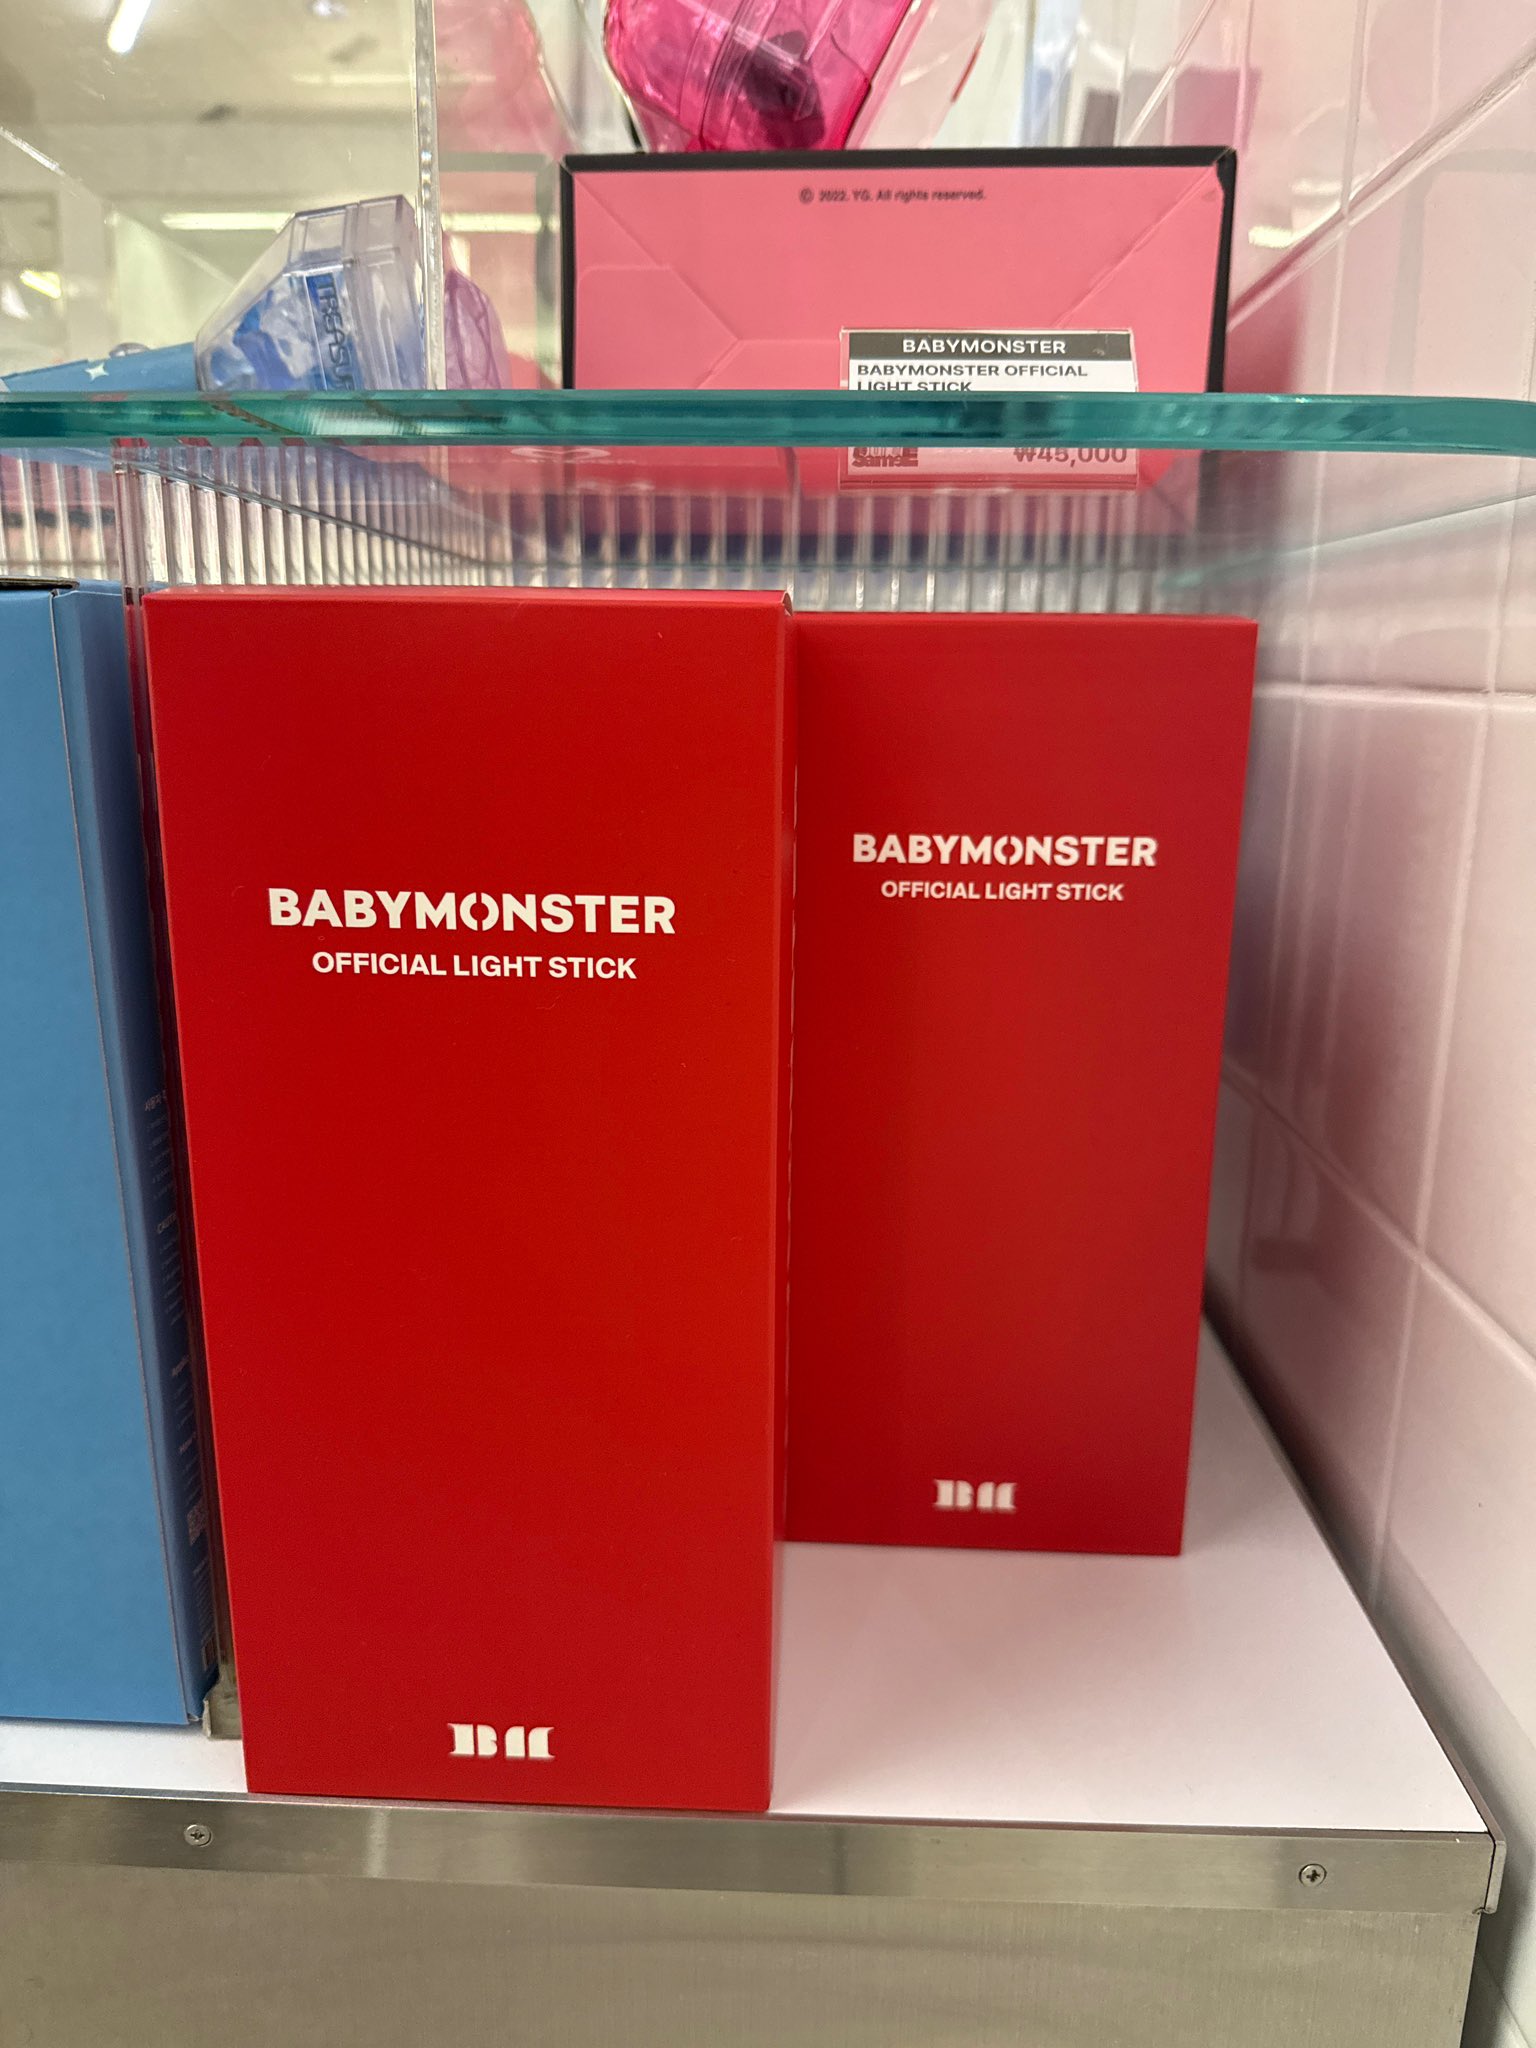 © 2022. YG. All rights reserved.
BABYMONSTER
BABYMONSTER OFFICIAL
LIGHT STICK
₩45,000
BABYMONSTER
OFFICIAL LIGHT STICK
BM
BABYMONSTER
OFFICIAL LIGHT STICK
BM